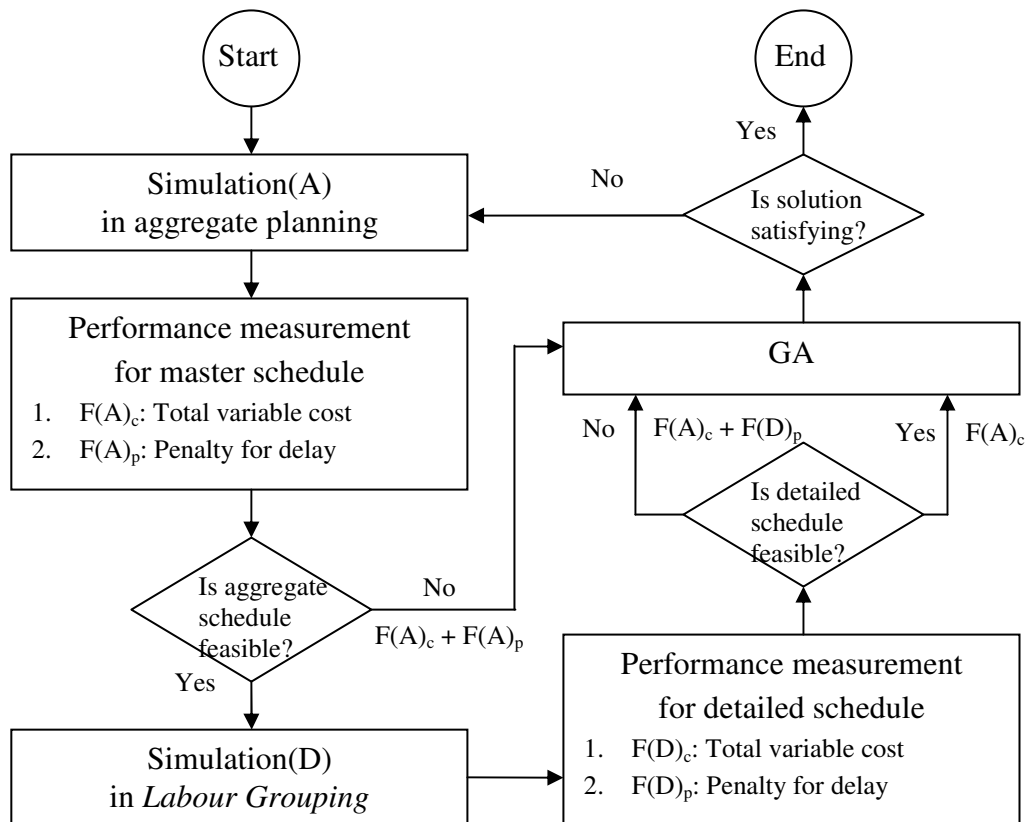 Start
Simulation(A)
in aggregate planning
Performance measurement
for master schedule
1. F(A)c: Total variable cost
2. F(A)p: Penalty for delay
Is aggregate
schedule
feasible?
No
F(A)c + F(A)p
Yes
Simulation(D)
in Labour Grouping
Performance measurement
for detailed schedule
1. F(D)c: Total variable cost
2. F(D)p: Penalty for delay
Is detailed
schedule
feasible?
No
F(A)c + F(D)p
Yes
F(A)c
GA
Is solution
satisfying?
No
Yes
End